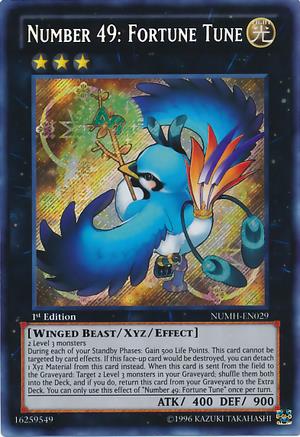 NUMBER 49: FORTUNE TUNE
光
1st Edition
NUMH-EN029
[WINGED BEAST/XYZ/EFFECT]
2 Level 3 monsters
During each of your Standby Phases: Gain 500 Life Points. This card cannot be
targeted by card effects. If this face-up card would be destroyed, you can detach
1 Xyz Material from this card instead. When this card is sent from the field to
the Graveyard: Target 2 Level 3 monsters in your Graveyard; shuffle them both
into the Deck, and if you do, return this card from your Graveyard to the Extra
Deck. You can only use this effect of "Number 49: Fortune Tune" once per turn.
ATK/ 400 DEF/ 900
16259549
©1996 KAZUKI TAKAHASHI